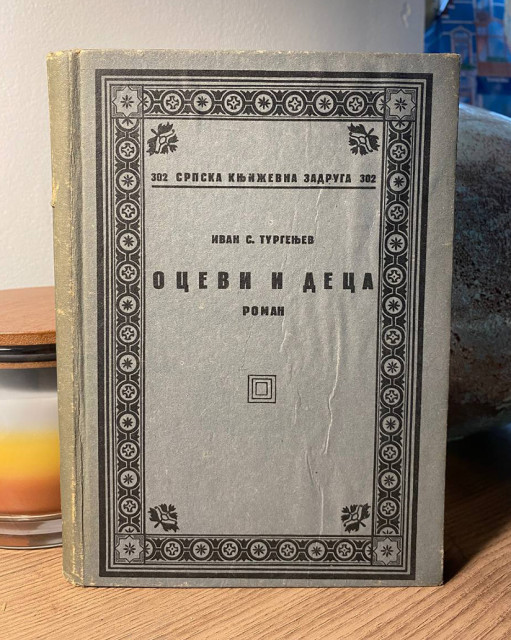 302 СРПСКА КЊИЖЕВНА ЗАДРУГА 302
ИВАН С. ТУРГЕЊЕВ
ОЦЕВИ И ДЕЦА
РОМАН